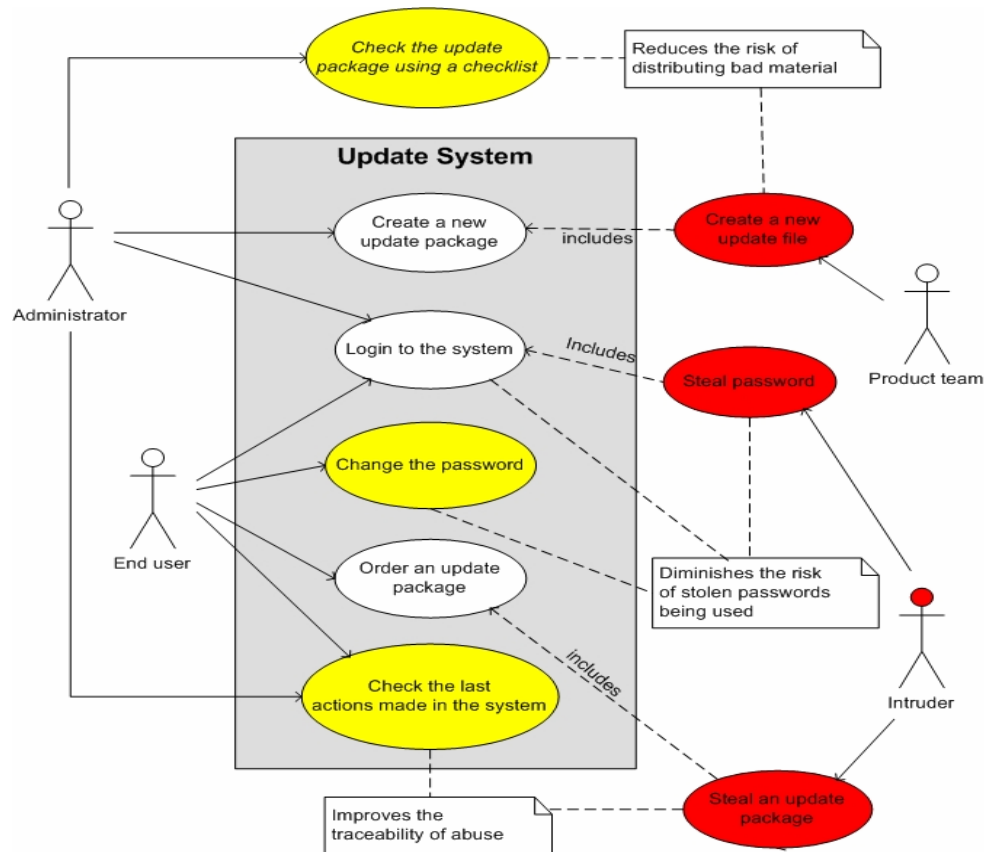 Check the update
package using a checklist
Reduces the risk of
distributing bad material
Update System
Create a new
update package
includes
Create a new
update file
Administrator
Login to the system
Includes
Steal password
Product team
Change the password
End user
Order an update
package
Diminishes the risk
of stolen passwords
being used
includes
Check the last
actions made in the system
Intruder
Improves the
traceability of abuse
Steal an update
package